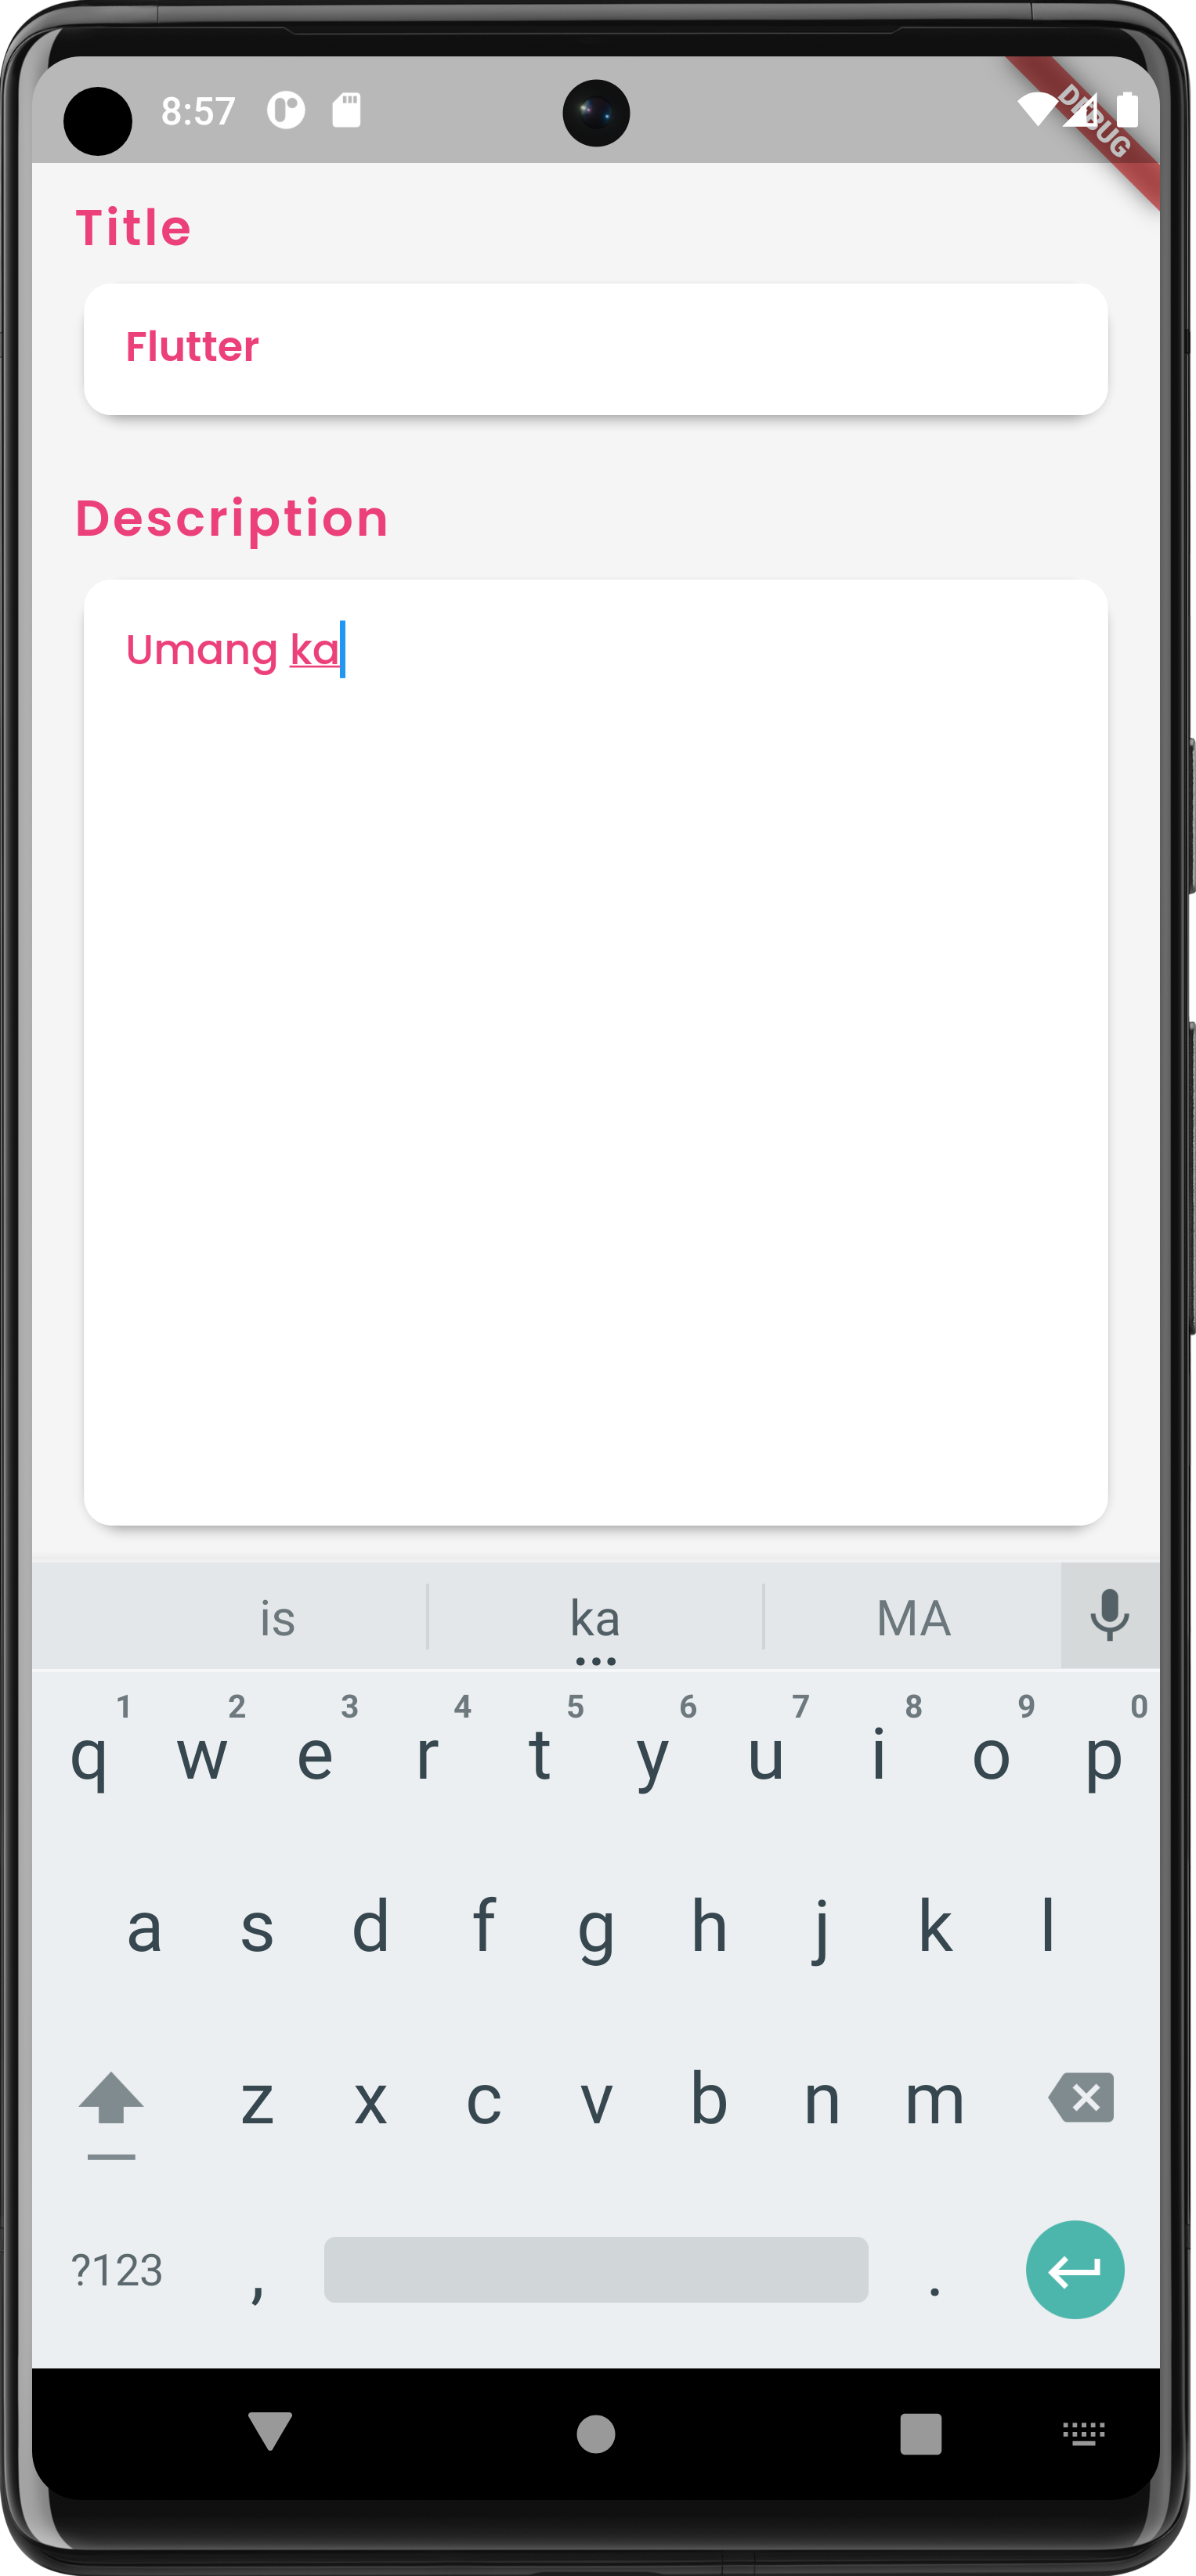 8:57
DEBUG
Title
Flutter
Description
Umang ka
is ka MA
1 2 3 4 5 6 7 8 9 0
q w e r t y u i o p
a s d f g h j k l
z x c v b n m
?123 , .